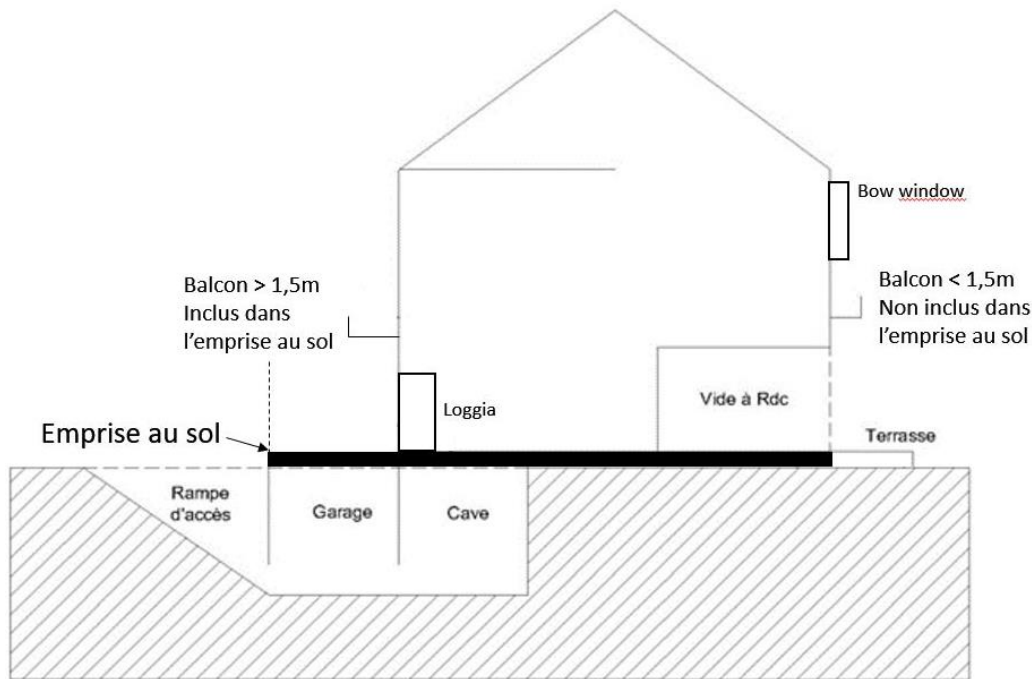 Bow window
Balcon > 1,5m
Inclus dans
l'emprise au sol
Balcon < 1,5m
Non inclus dans
l'emprise au sol
Loggia
Vide à Rdc
Emprise au sol
Terrasse
Rampe
d'accès
Garage
Cave